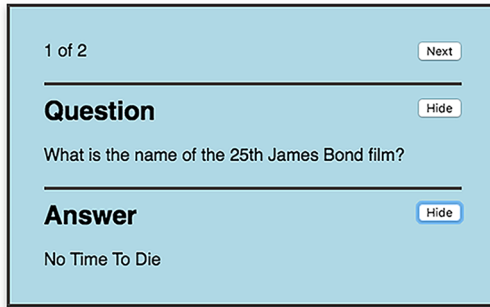 1 of 2 Next
Question Hide
What is the name of the 25th James Bond film?
Answer Hide
No Time To Die